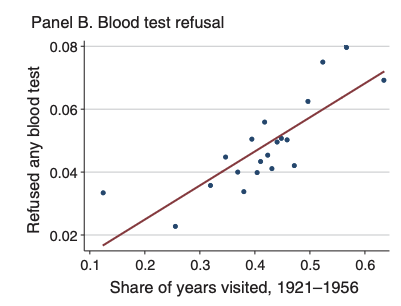 Panel B. Blood test refusal
Refused any blood test
0.08
0.06
0.04
0.02
0.1 0.2 0.3 0.4 0.5 0.6
Share of years visited, 1921–1956